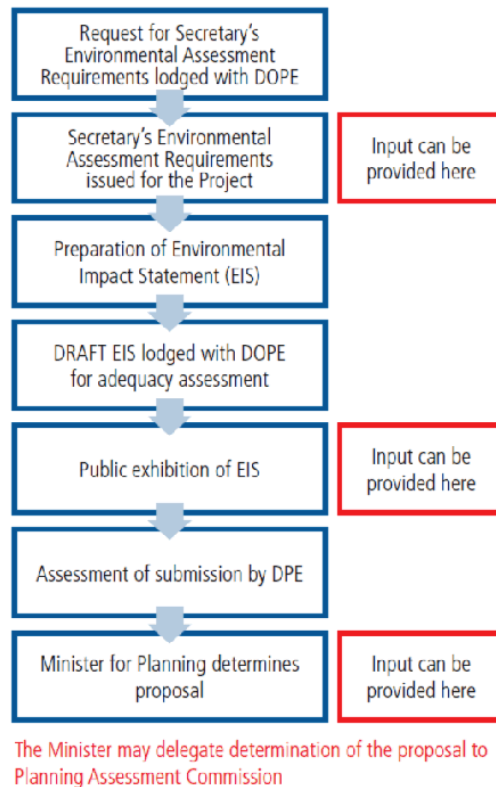 Request for Secretary's
Environmental Assessment
Requirements lodged with DOPE
Secretary's Environmental
Assessment Requirements
issued for the Project
Input can be
provided here
Preparation of Environmental
Impact Statement (EIS)
DRAFT EIS lodged with DOPE
for adequacy assessment
Public exhibition of EIS
Input can be
provided here
Assessment of submission by DPE
Minister for Planning determines
proposal
Input can be
provided here
The Minister may delegate determination of the proposal to
Planning Assessment Commission